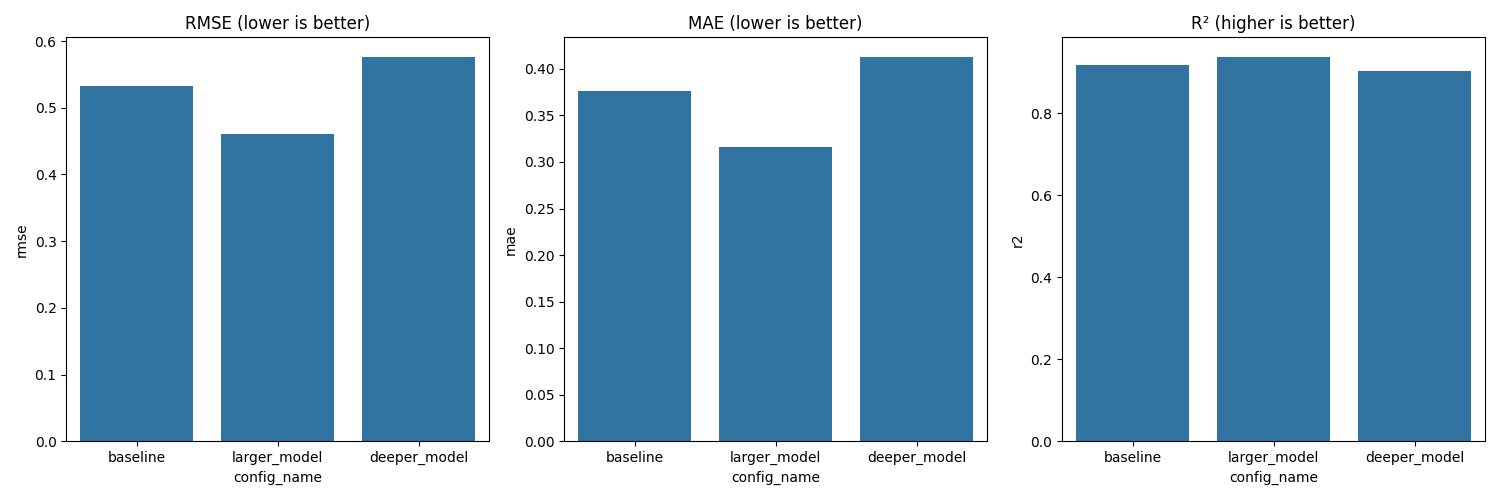 RMSE (lower is better)
rmse
0.6
0.5
0.4
0.3
0.2
0.1
0.0
baseline larger_model deeper_model
config_name
MAE (lower is better)
mae
0.40
0.35
0.30
0.25
0.20
0.15
0.10
0.05
0.00
baseline larger_model deeper_model
config_name
R² (higher is better)
r2
0.8
0.6
0.4
0.2
0.0
baseline larger_model deeper_model
config_name